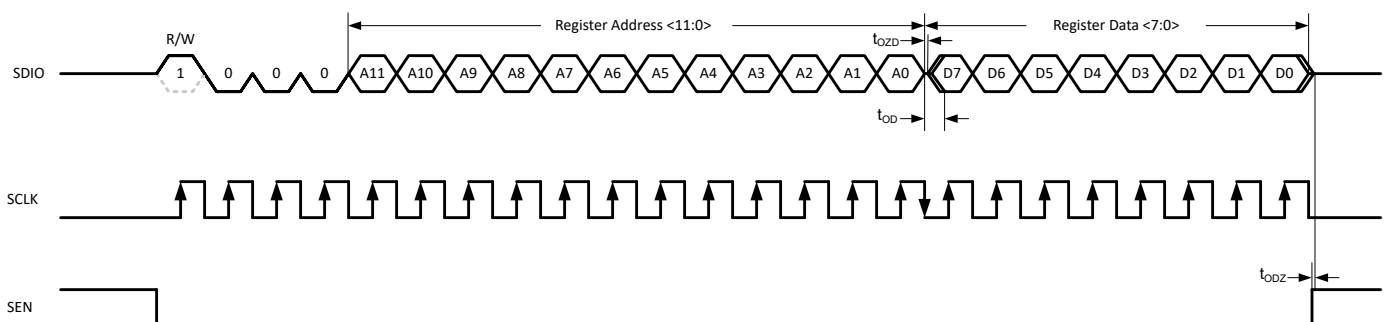 Register Address <11:0> Register Data <7:0>
R/W tOZD
SDIO 1 0 0 0 A11 A10 A9 A8 A7 A6 A5 A4 A3 A2 A1 A0 D7 D6 D5 D4 D3 D2 D1 D0
tOD
SCLK
tODZ
SEN